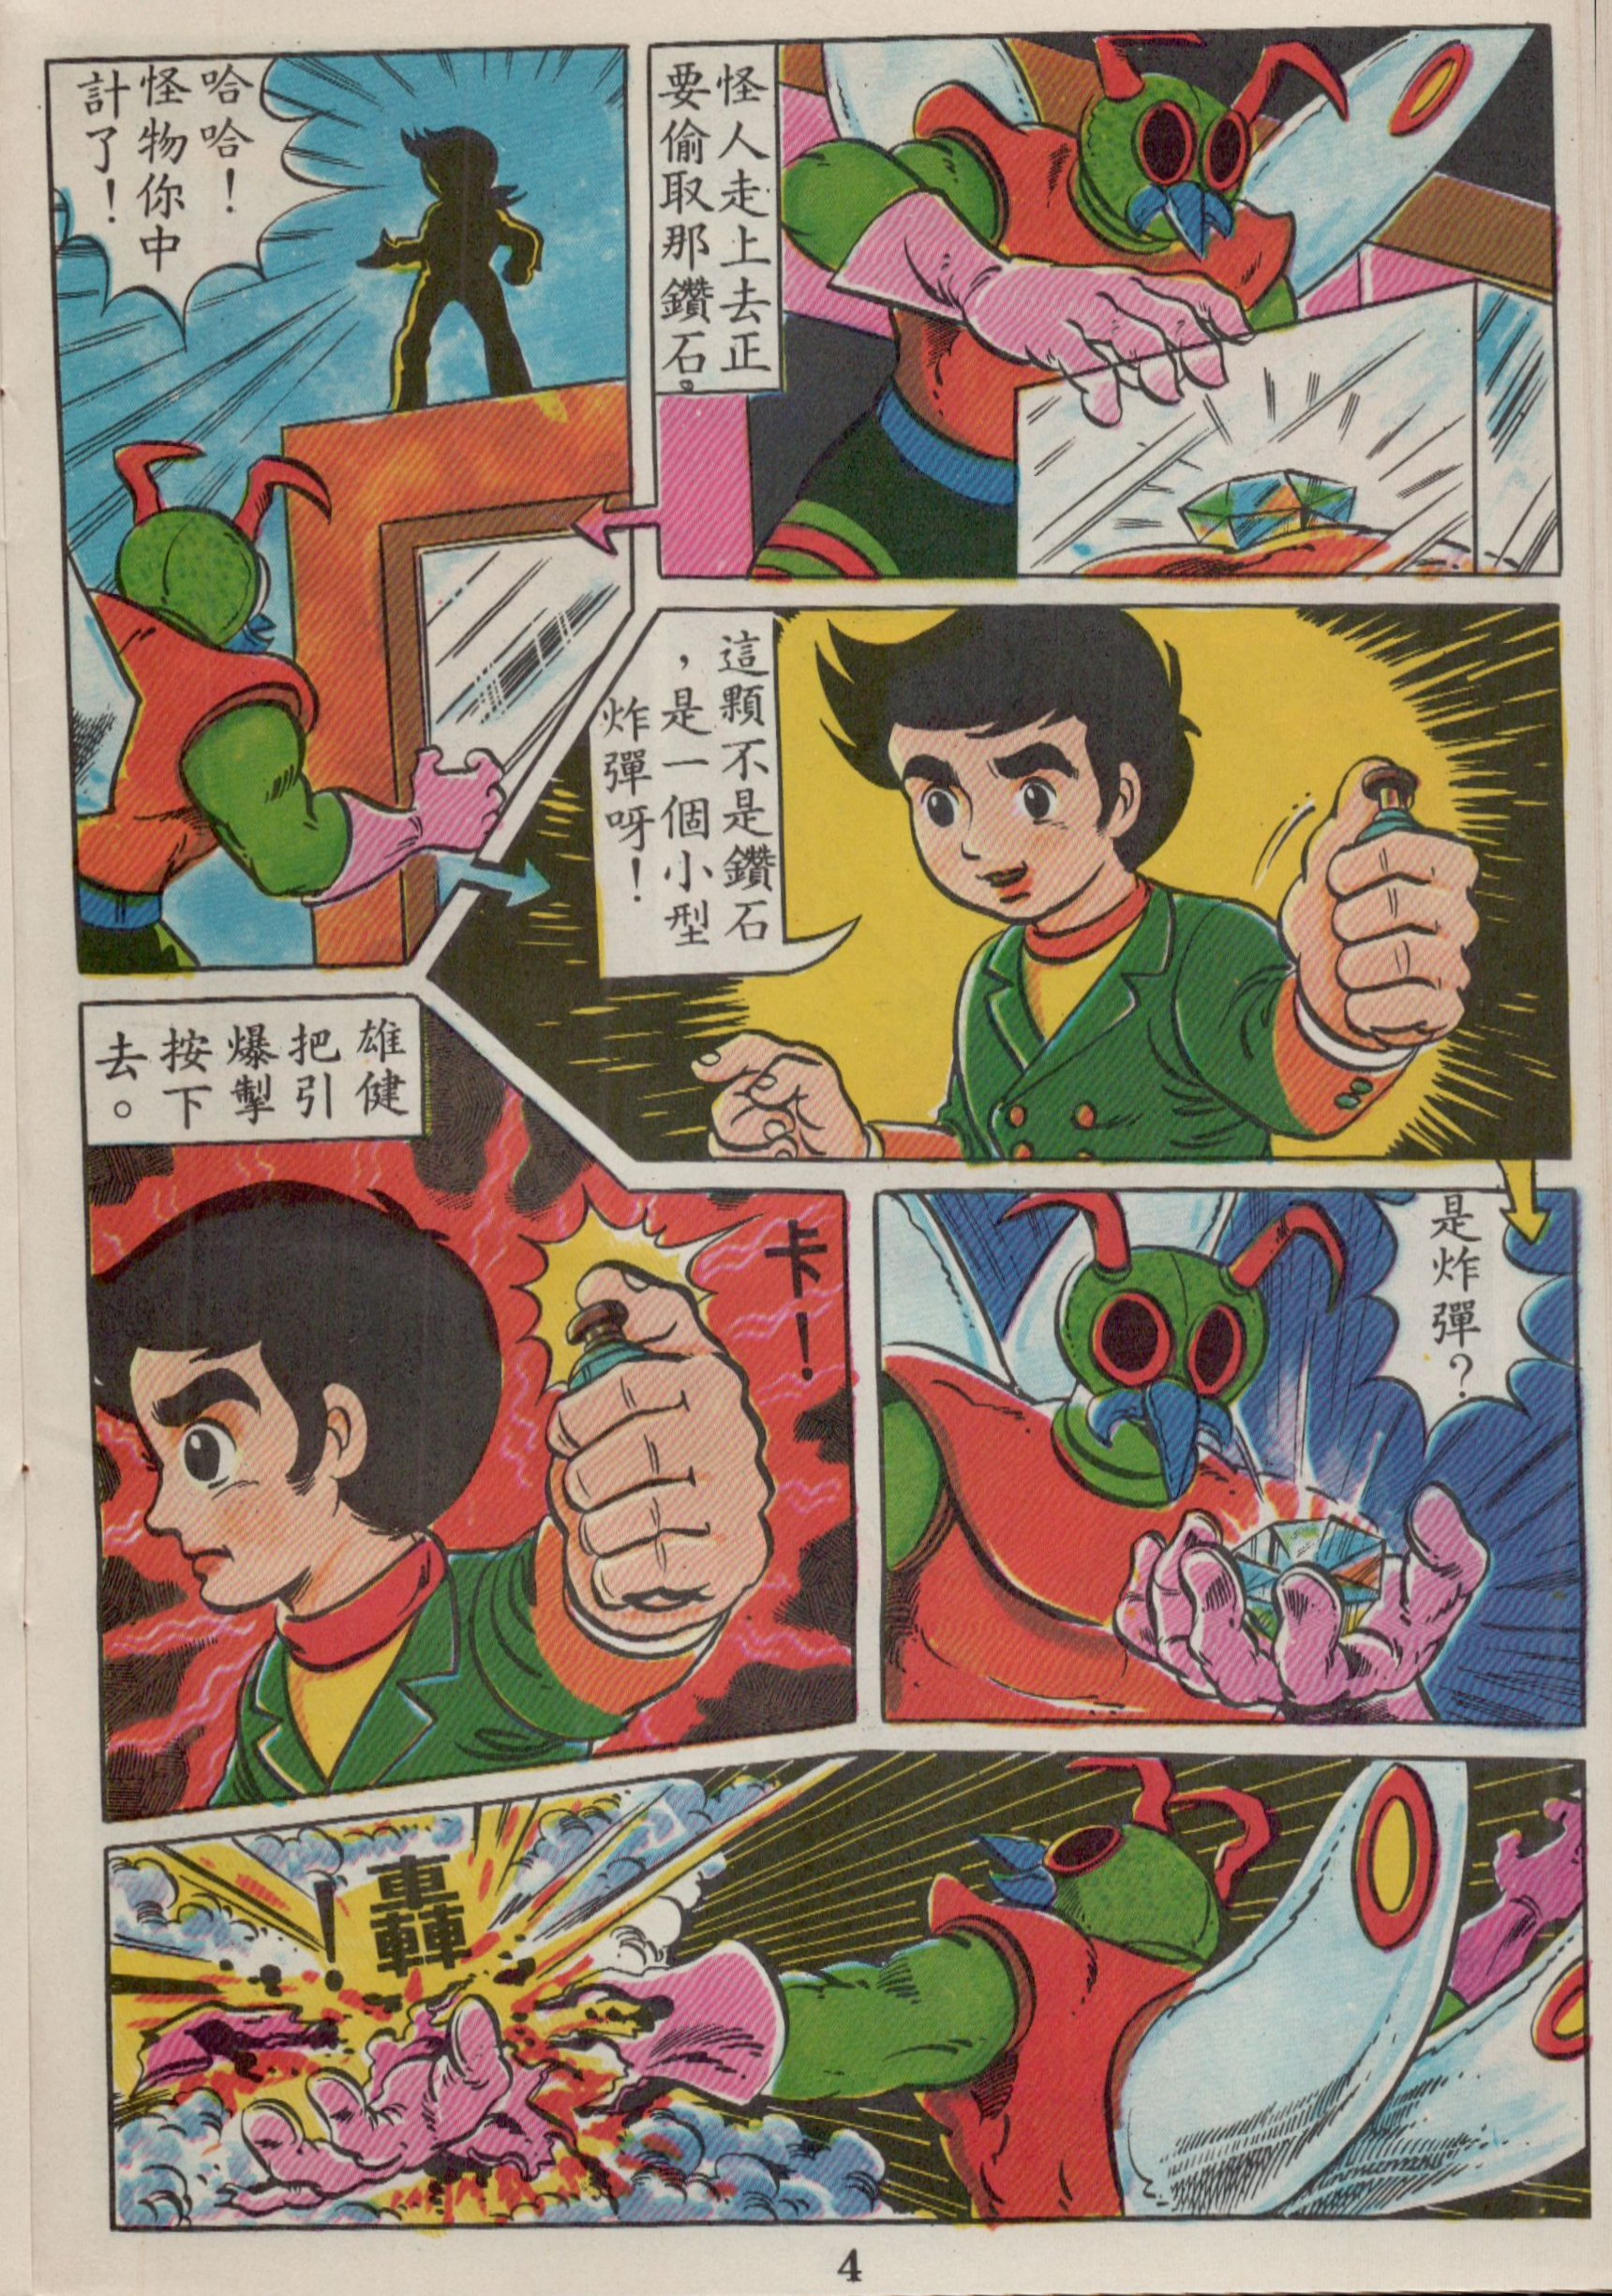 怪人走上去正
要偷取那鑽石。
哈哈！
怪物你中
計了！
這顆不是鑽石
，是一個小型
炸彈呀！
是炸彈？
雄健
把引
爆掣
按下
去。
卡！
轟！
4